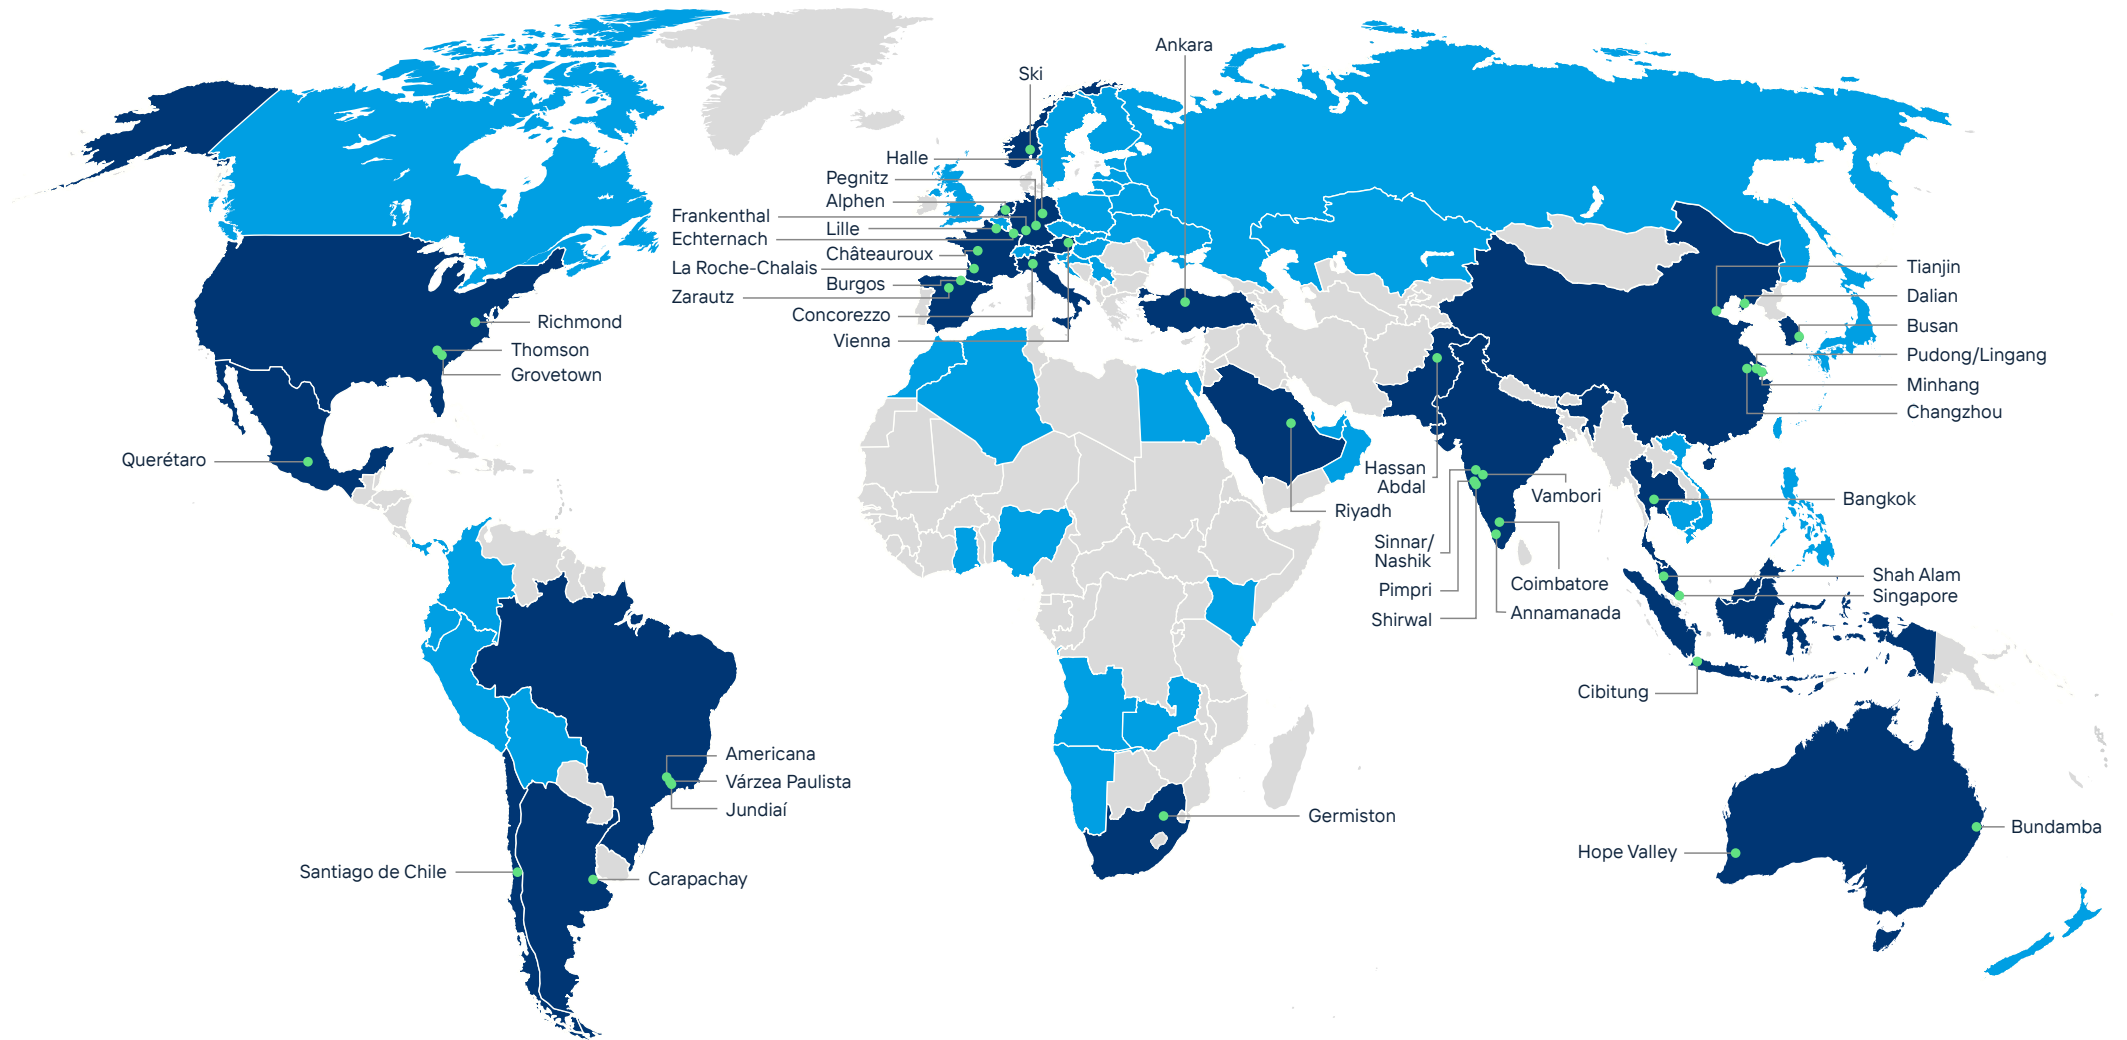 Ankara
Ski
Halle
Pegnitz
Alphen
Frankenthal
Lille
Echternach
Châteauroux
La Roche-Chalais
Burgos
Zarautz
Concorezzo
Vienna
Richmond
Thomson
Grovetown
Querétaro
Americana
Várzea Paulista
Jundiaí
Santiago de Chile
Carapachay
Germiston
Riyadh
Hassan
Abdal
Vambori
Sinnar/
Nashik
Pimpri
Shirwal
Coimbatore
Annamanada
Tianjin
Dalian
Busan
Pudong/Lingang
Minhang
Changzhou
Bangkok
Shah Alam
Singapore
Cibitung
Hope Valley
Bundamba